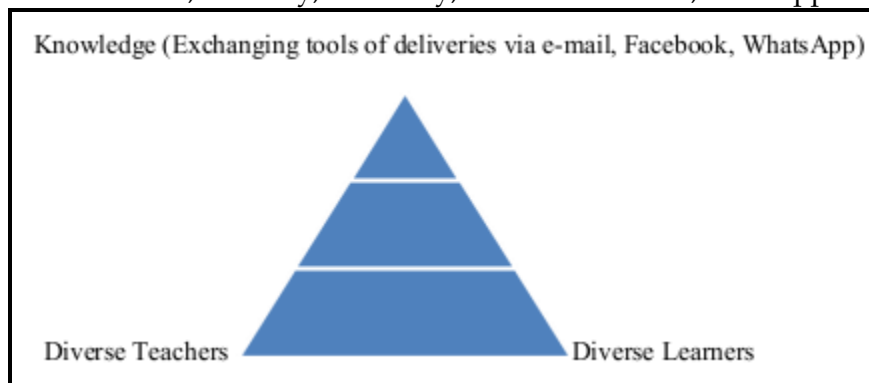 Knowledge (Exchanging tools of deliveries via e-mail, Facebook, WhatsApp)
Diverse Teachers
Diverse Learners